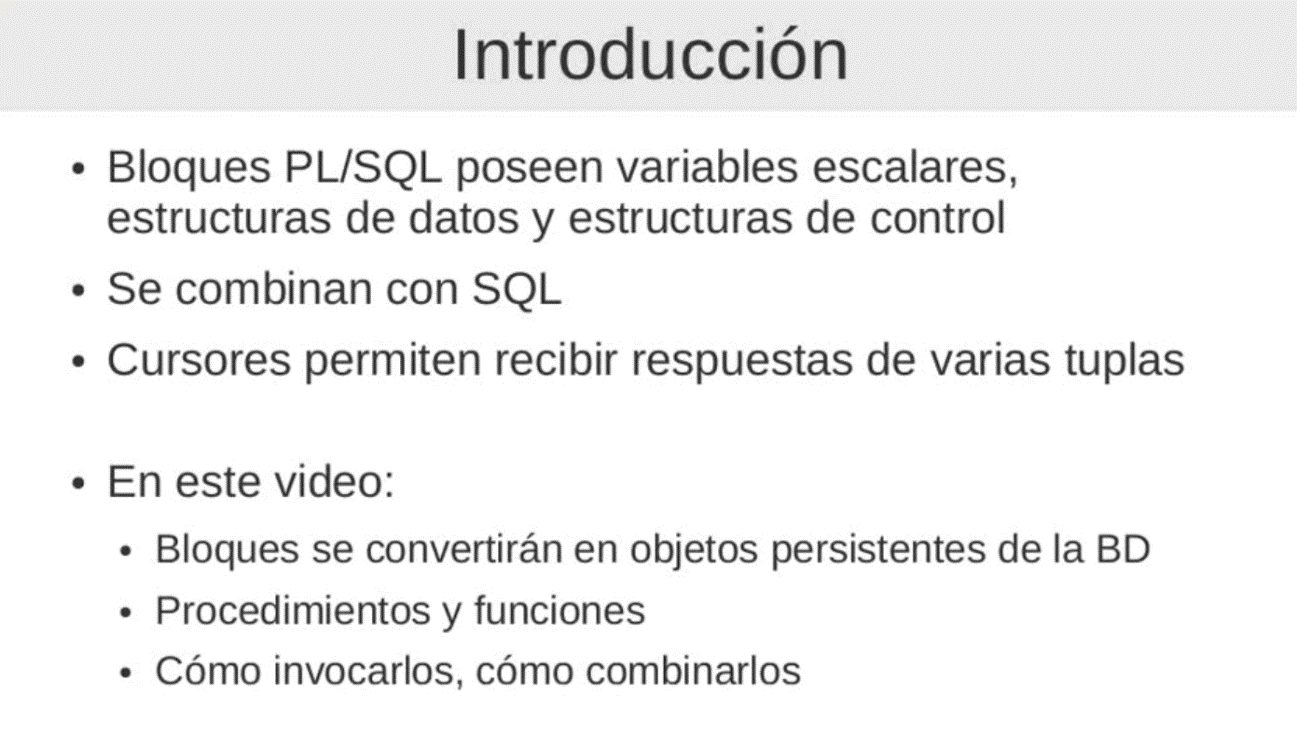 Introducción
• Bloques PL/SQL poseen variables escalares,
estructuras de datos y estructuras de control
• Se combinan con SQL
• Cursores permiten recibir respuestas de varias tuplas
• En este video:
• Bloques se convertirán en objetos persistentes de la BD
• Procedimientos y funciones
• Cómo invocarlos, cómo combinarlos